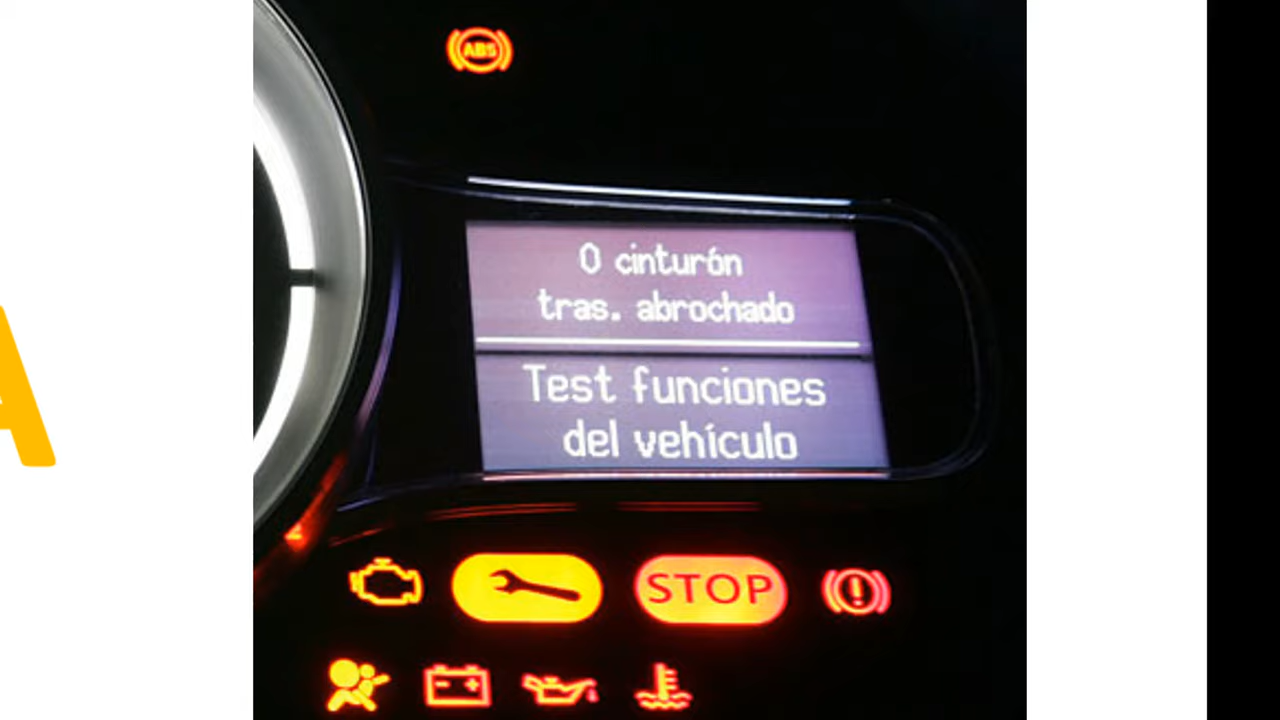 ABS
0 cinturón
tras. abrochado
Test funciones
del vehículo
STOP
A